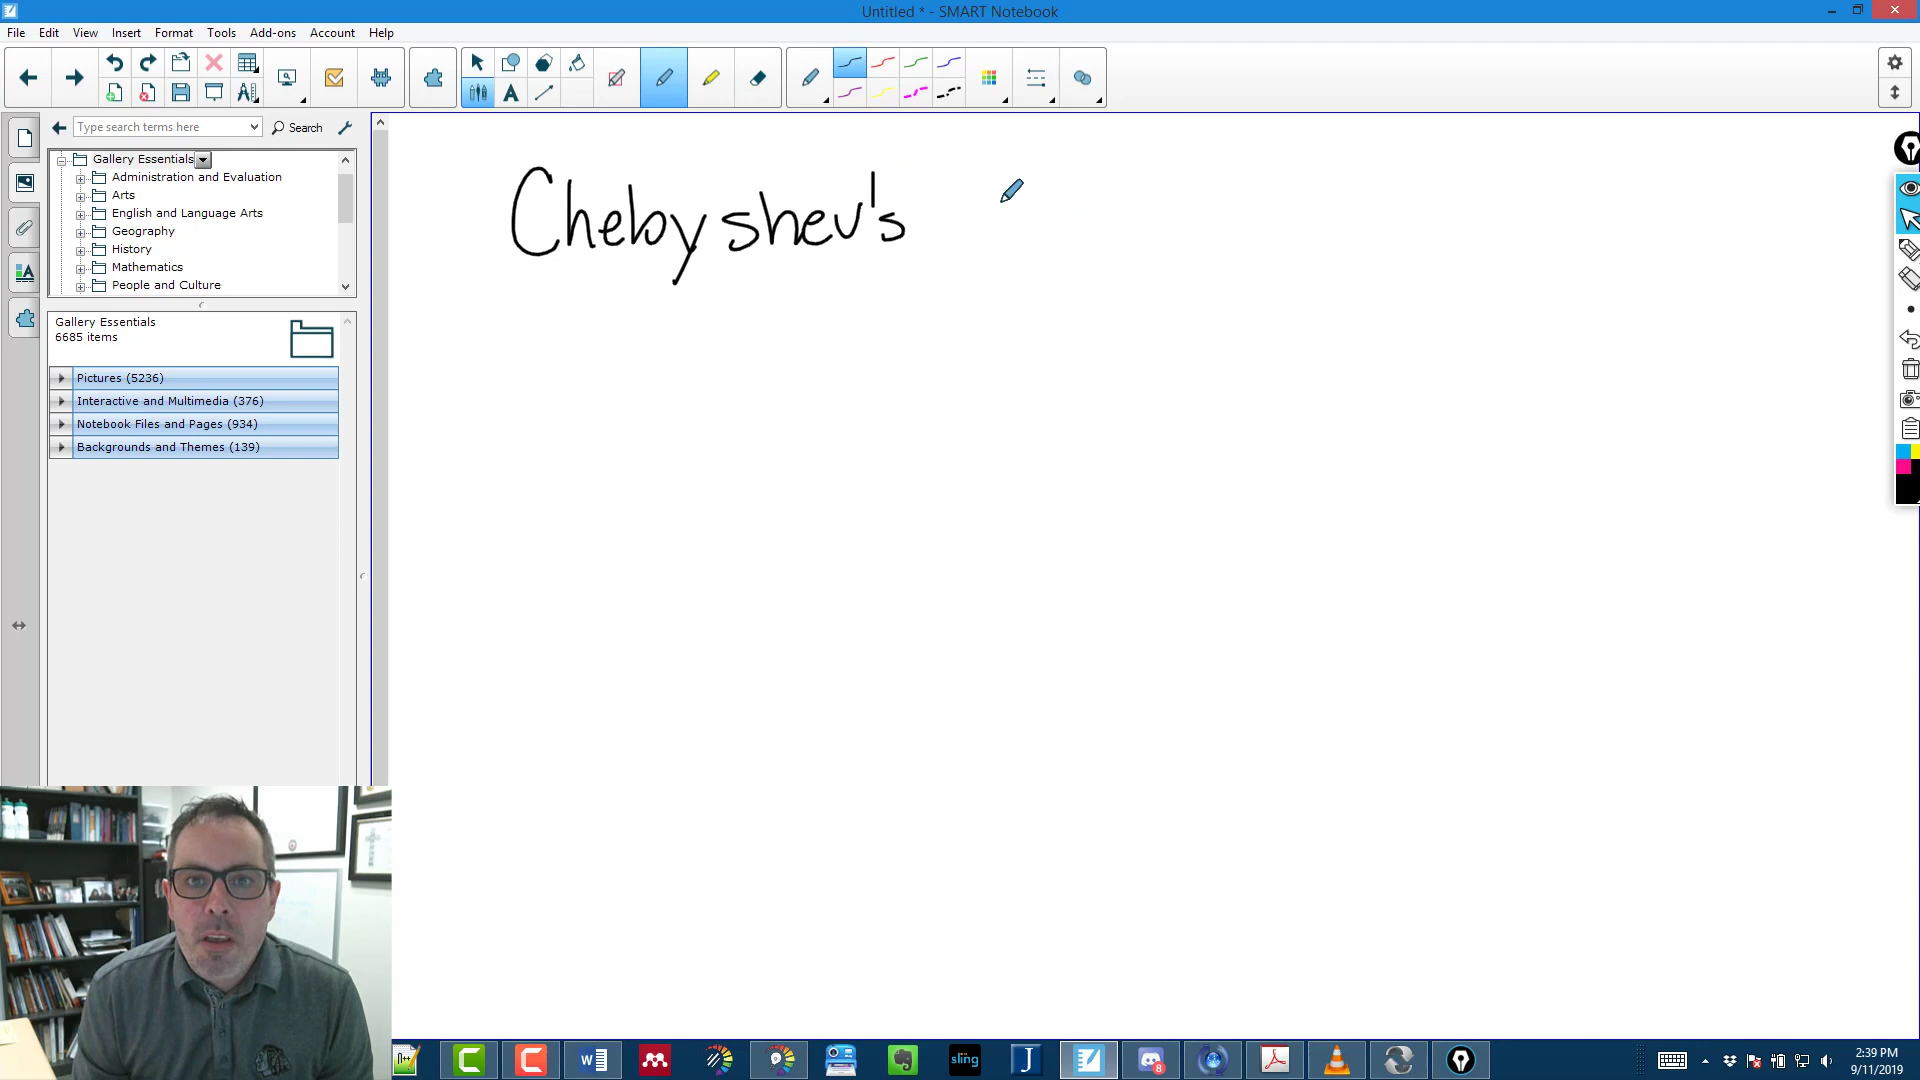 Untitled * - SMART Notebook
File Edit View Insert Format Tools Add-ons Account Help
Type search terms here Search
Gallery Essentials
Administration and Evaluation
Arts
English and Language Arts
Geography
History
Mathematics
People and Culture
Gallery Essentials
6685 items
Pictures (5236)
Interactive and Multimedia (376)
Notebook Files and Pages (934)
Backgrounds and Themes (139)
Chebyshev's
sling
8
2:39 PM
9/11/2019